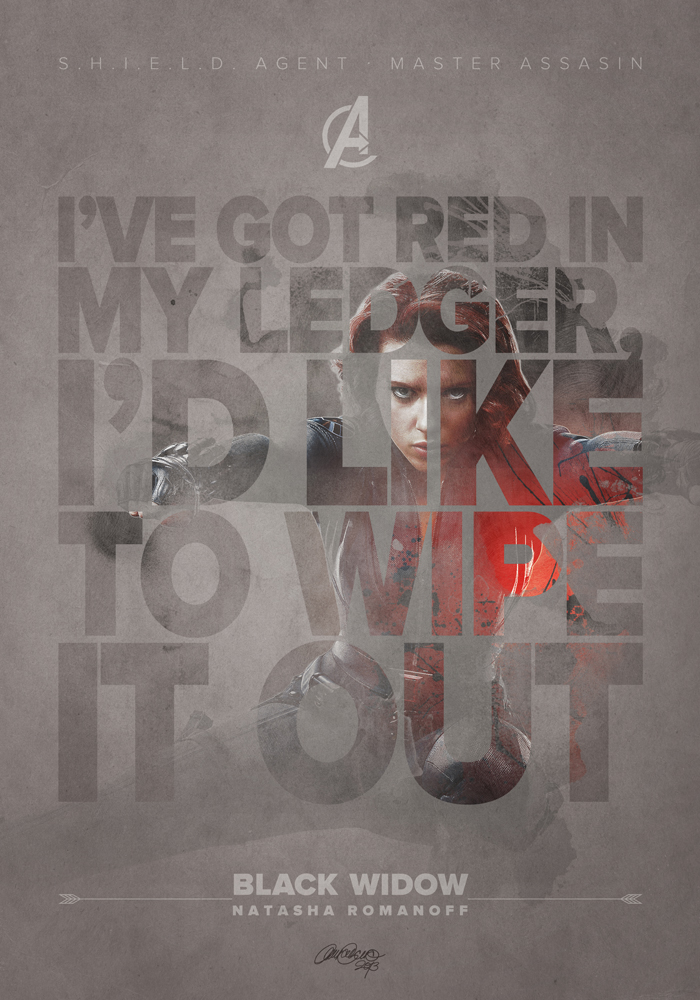 S.H.I.E.L.D. AGENT · MASTER ASSASIN
I'VE GOT RED IN
MY LEDGER,
I'D LIKE
TO WIPE
IT OUT
BLACK WIDOW
NATASHA ROMANOFF